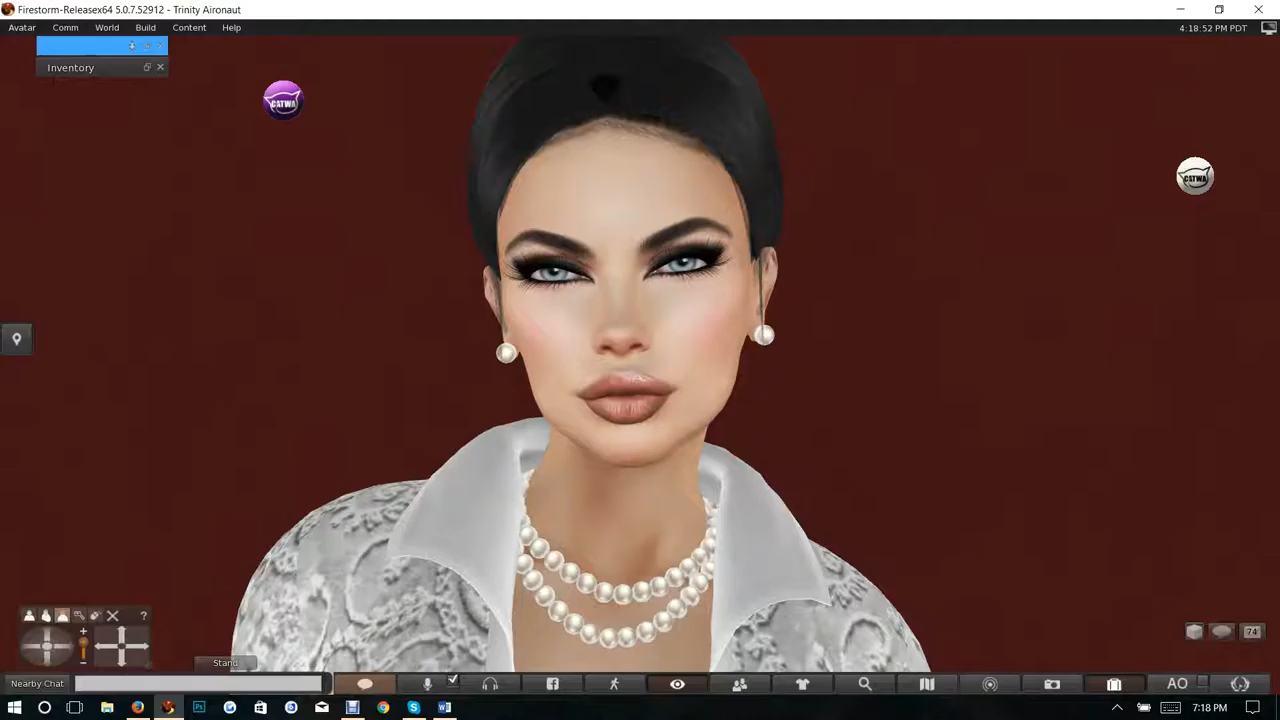 Firestorm-Releasex64 5.0.7.52912 - Trinity Aironaut
Avatar Comm World Build Content Help
4:18:52 PM PDT
Inventory
CATWA
CATWA
?
74
Stand
Nearby Chat
AO
7:18 PM